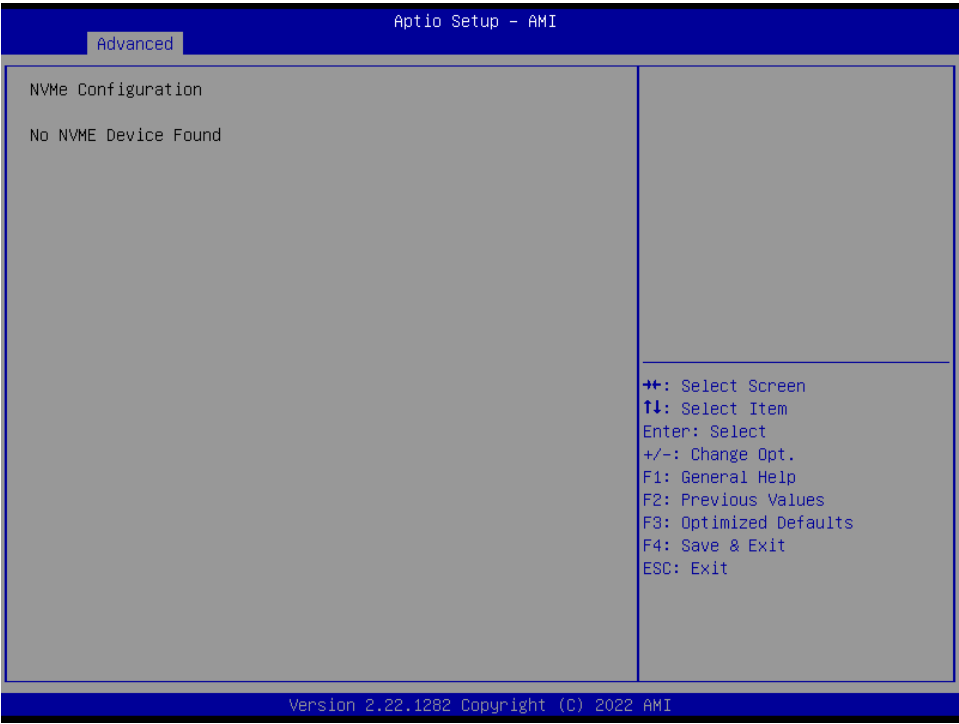 Aptio Setup – AMI
Advanced
NVMe Configuration
No NVME Device Found
→←: Select Screen
↑↓: Select Item
Enter: Select
+/-: Change Opt.
F1: General Help
F2: Previous Values
F3: Optimized Defaults
F4: Save & Exit
ESC: Exit
Version 2.22.1282 Copyright (C) 2022 AMI